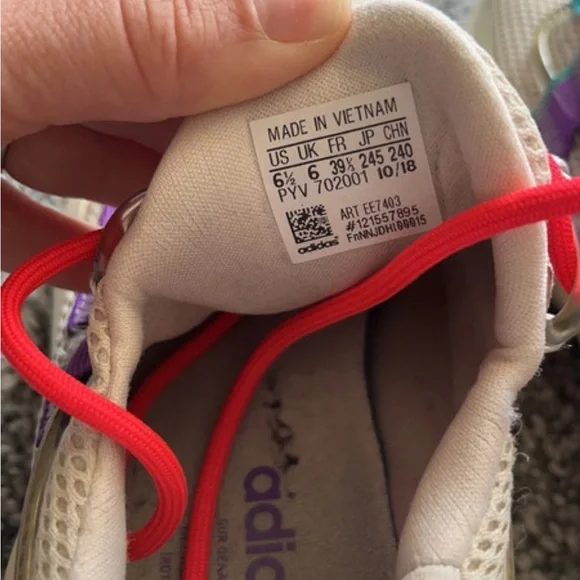 MADE IN VIETNAM
US UK FR JP CHN
6½ 6 39⅓ 245 240
PYV 702001 10/18
ART EE7403
#121557895
FnNNJDH100015
adidas
adid